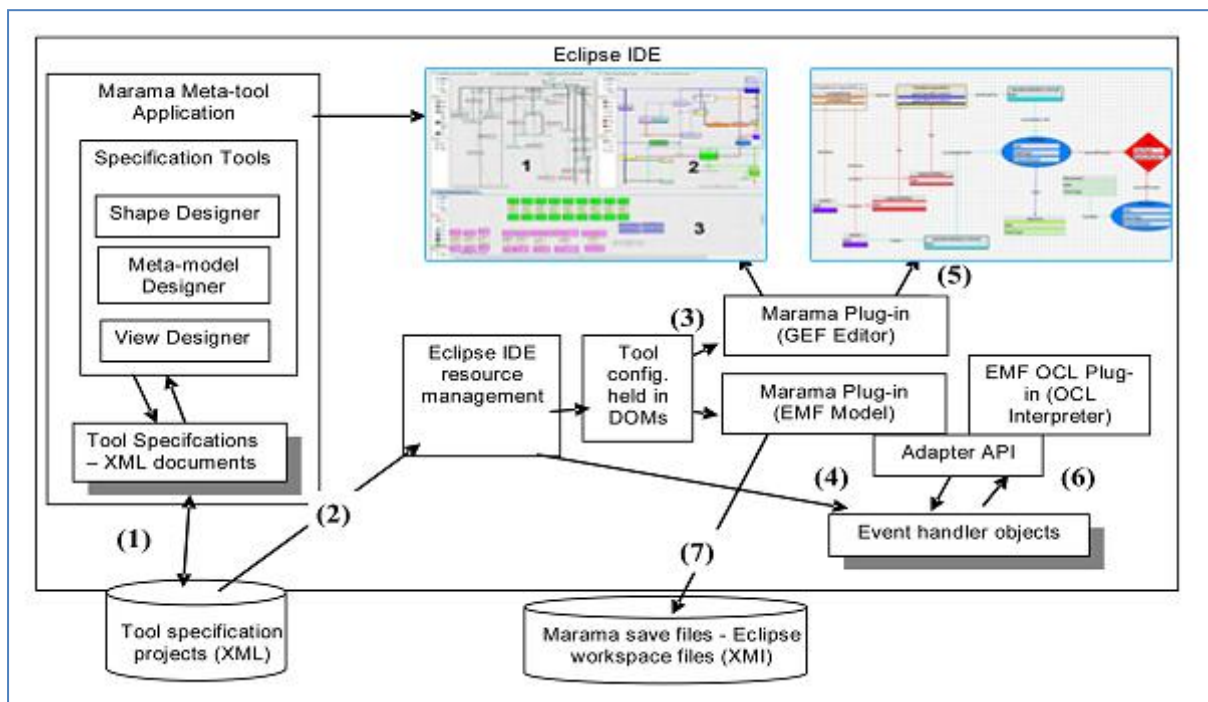 Eclipse IDE
Marama Meta-tool
Application
Specification Tools
Shape Designer
Meta-model
Designer
View Designer
Tool Specifcations
– XML documents
(1)
Tool specification
projects (XML)
(2)
Eclipse IDE
resource
management
Tool
config.
held in
DOMs
(3)
1
2
3
(5)
Marama Plug-in
(GEF Editor)
Marama Plug-in
(EMF Model)
EMF OCL Plug-
in (OCL
Interpreter)
Adapter API
(4)
(6)
Event handler objects
(7)
Marama save files - Eclipse
workspace files (XMI)